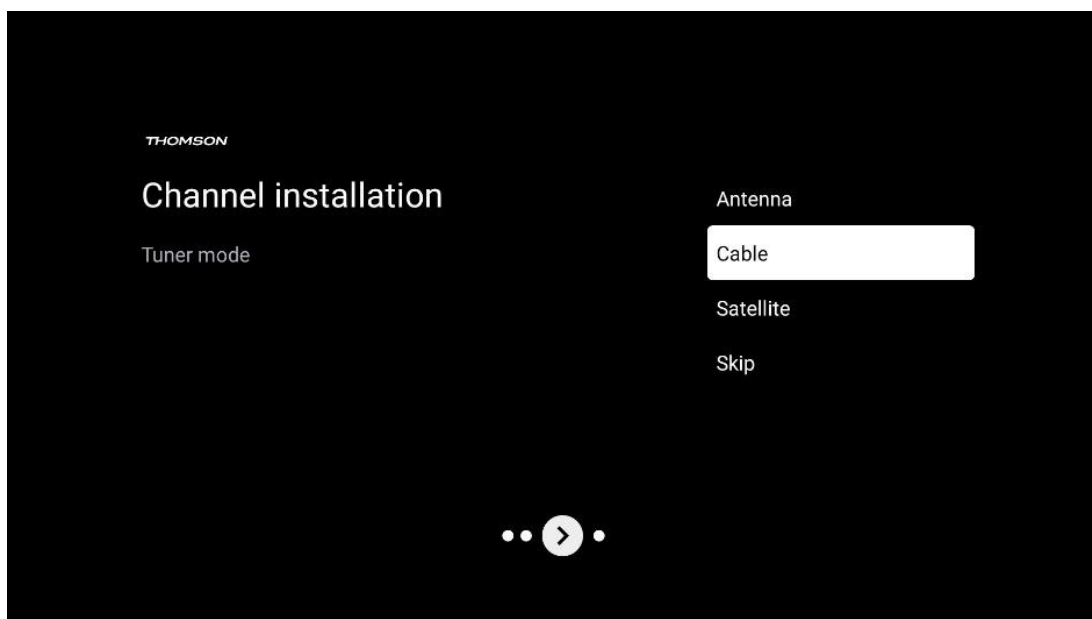 THOMSON
Channel installation
Tuner mode
Antenna
Cable
Satellite
Skip